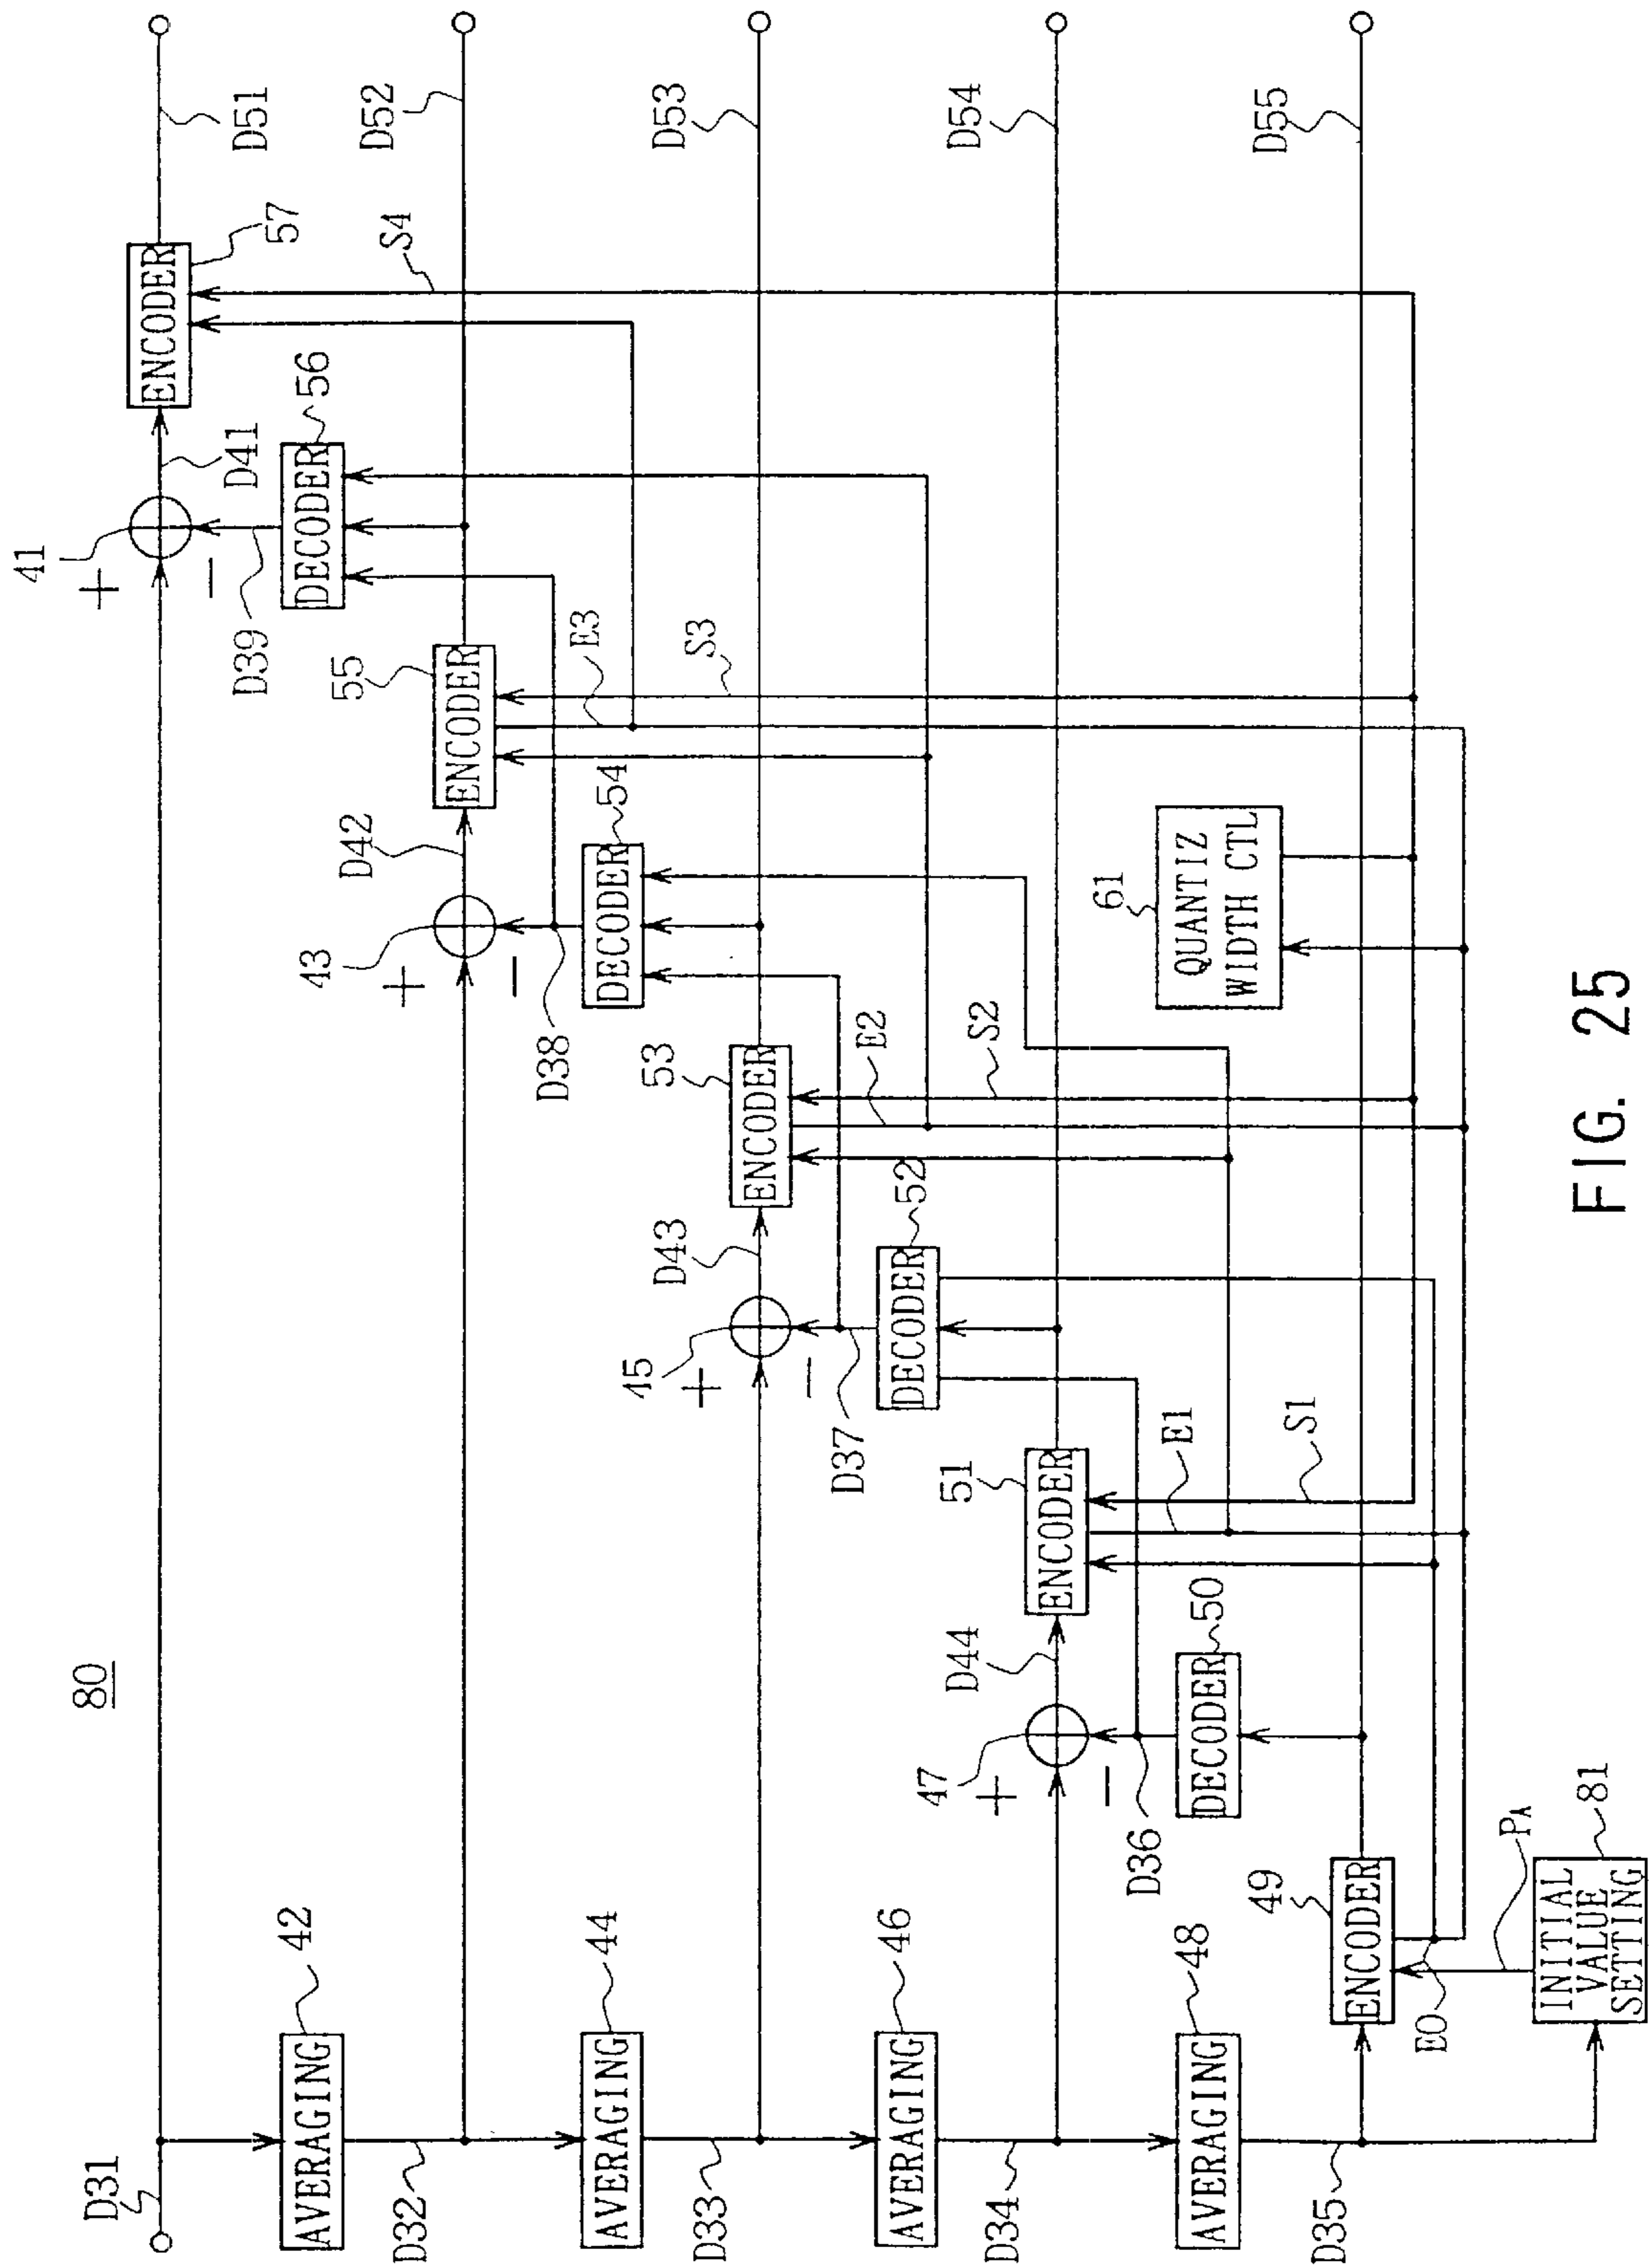 80
D31
AVERAGING
42
D32
AVERAGING
44
D33
AVERAGING
46
D34
AVERAGING
48
D35
41
+
−
D39
D41
ENCODER
57
D51
DECODER
56
S4
43
+
−
D38
D42
ENCODER
55
E3
D52
DECODER
54
S3
45
+
−
D37
D43
ENCODER
53
E2
D53
DECODER
52
S2
47
+
−
D36
D44
ENCODER
51
E1
D54
DECODER
50
S1
49
ENCODER
E0
PA
D55
61
QUANTIZ
WIDTH CTL
INITIAL
VALUE
SETTING
81
FIG. 25